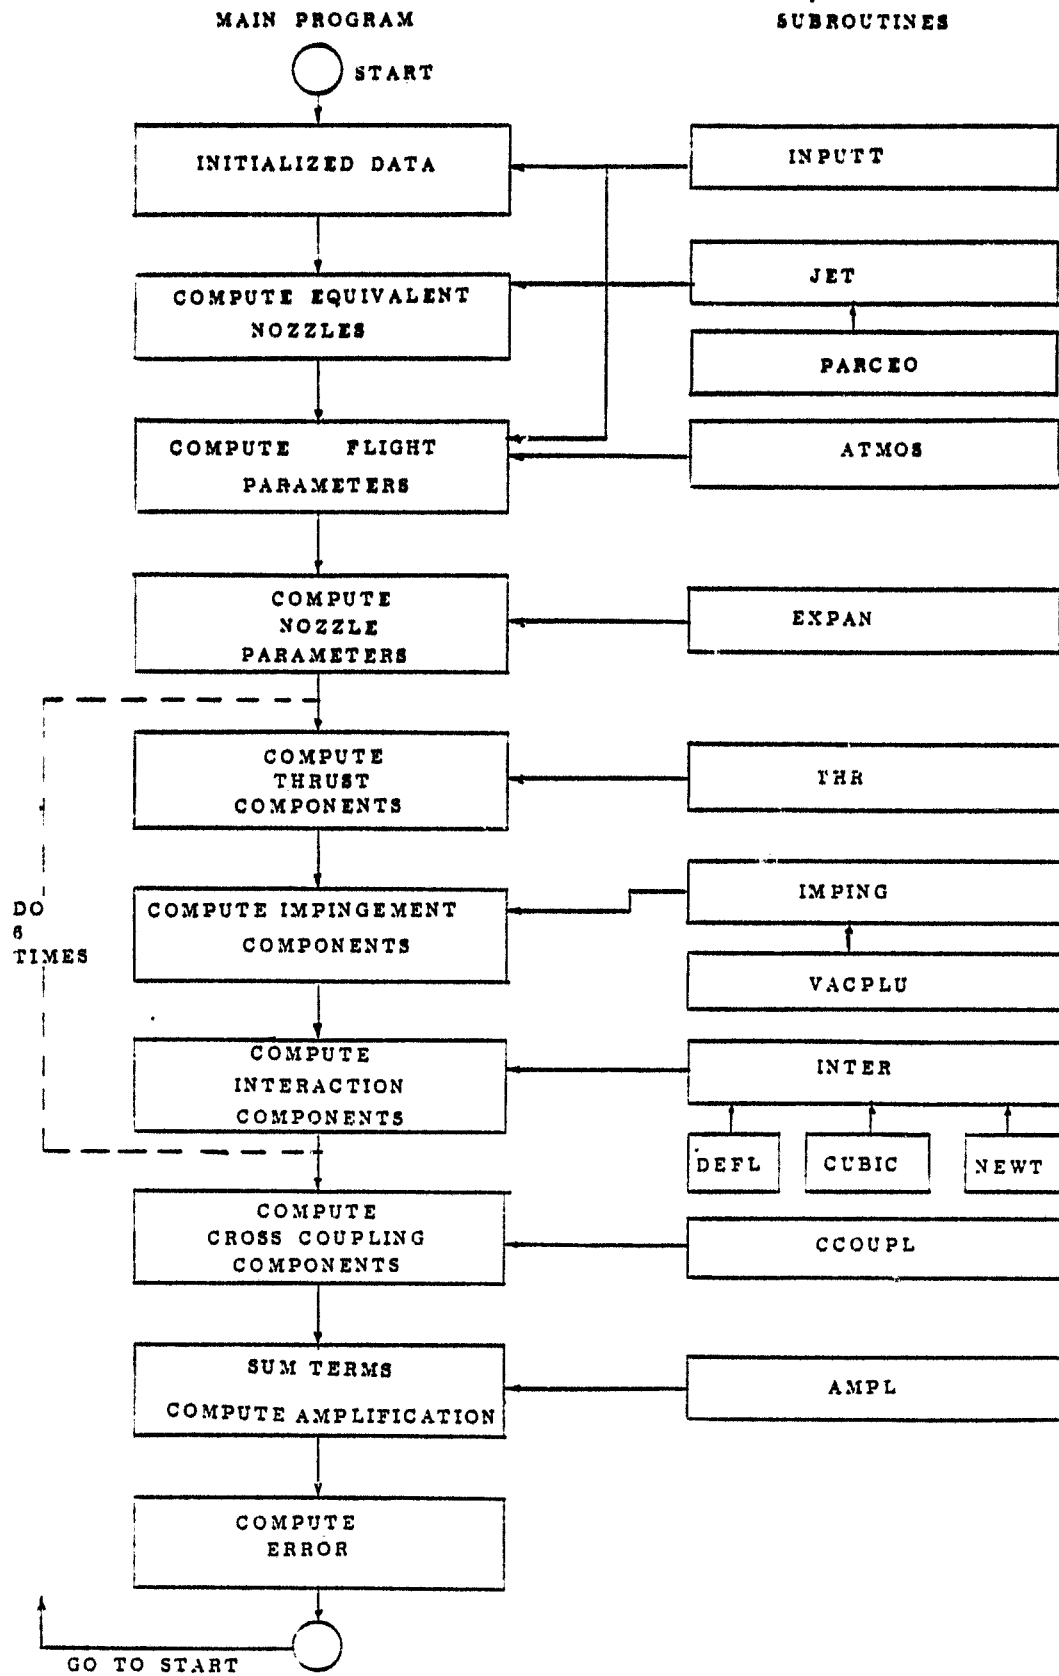 MAIN PROGRAM
SUBROUTINES
START
INITIALIZED DATA
INPUTT
COMPUTE EQUIVALENT
NOZZLES
JET
PARCEO
COMPUTE FLIGHT
PARAMETERS
ATMOS
COMPUTE
NOZZLE
PARAMETERS
EXPAN
COMPUTE
THRUST
COMPONENTS
THR
DO
6
TIMES
COMPUTE IMPINGEMENT
COMPONENTS
IMPING
VACPLU
COMPUTE
INTERACTION
COMPONENTS
INTER
DEFL
CUBIC
NEWT
COMPUTE
CROSS COUPLING
COMPONENTS
CCOUPL
SUM TERMS
COMPUTE AMPLIFICATION
AMPL
COMPUTE
ERROR
GO TO START